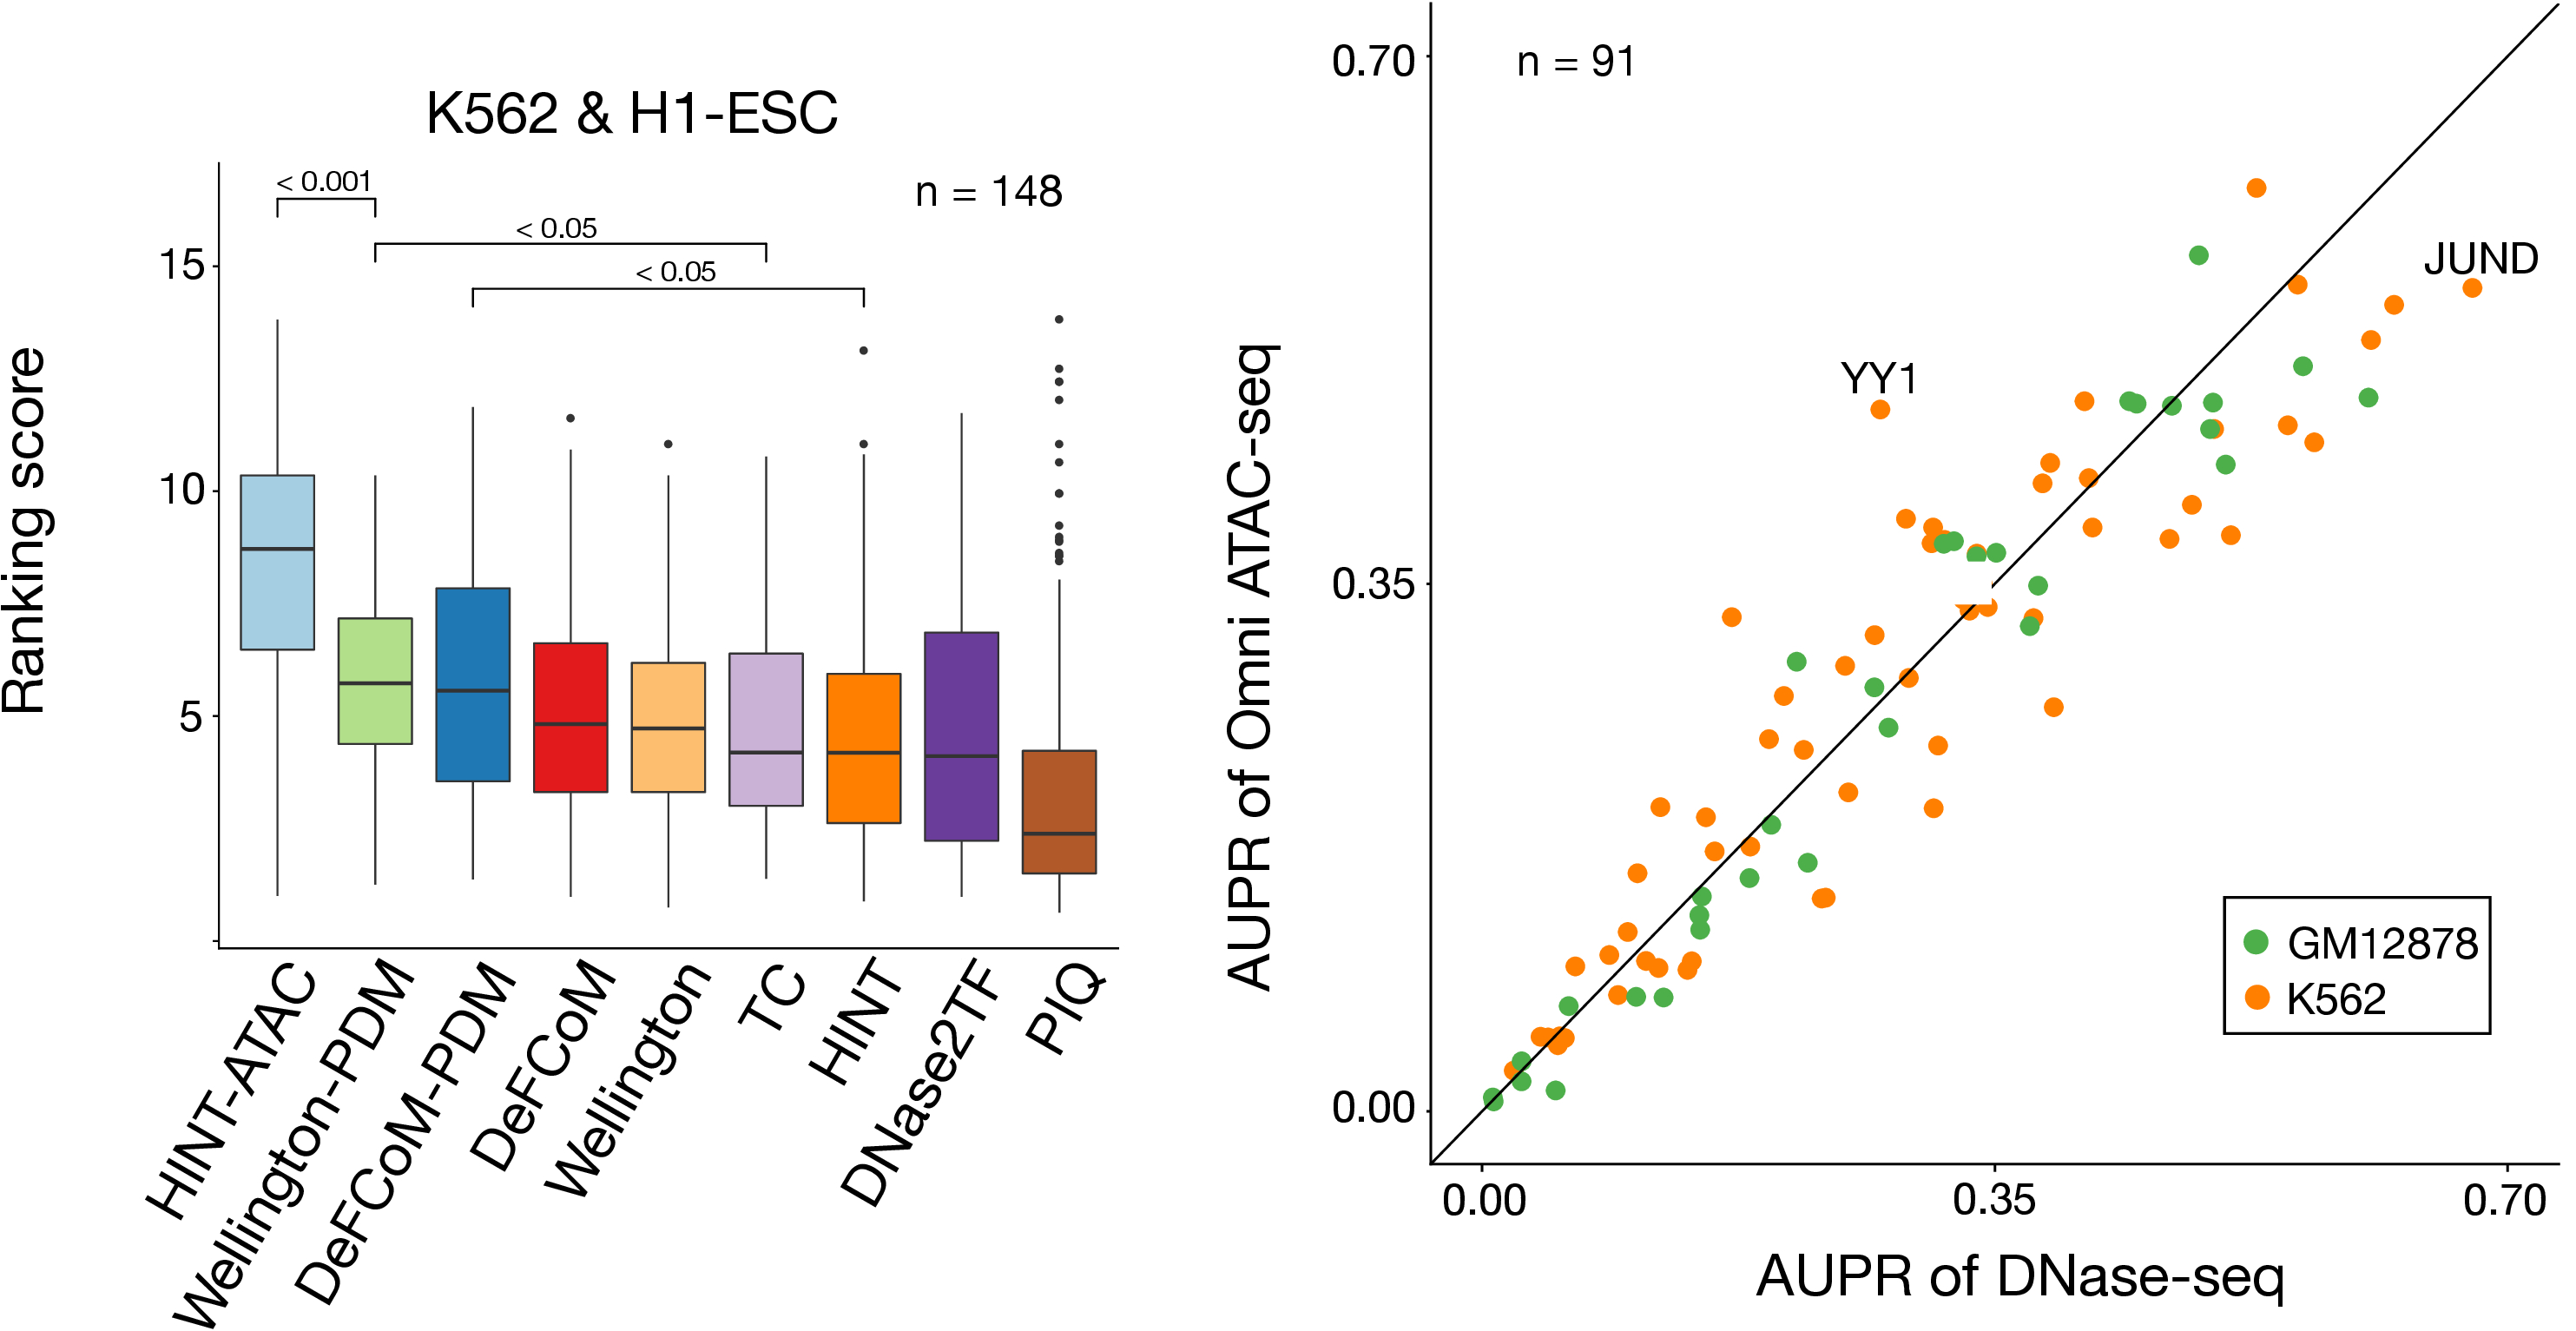 K562 & H1-ESC
n = 148
< 0.001
< 0.05
< 0.05
15
10
5
Ranking score
HINT-ATAC
Wellington-PDM
DeFCoM-PDM
DeFCoM
Wellington
TC
HINT
DNase2TF
PIQ
n = 91
0.70
0.35
0.00
AUPR of Omni ATAC-seq
JUND
YY1
GM12878
K562
0.00
0.35
0.70
AUPR of DNase-seq